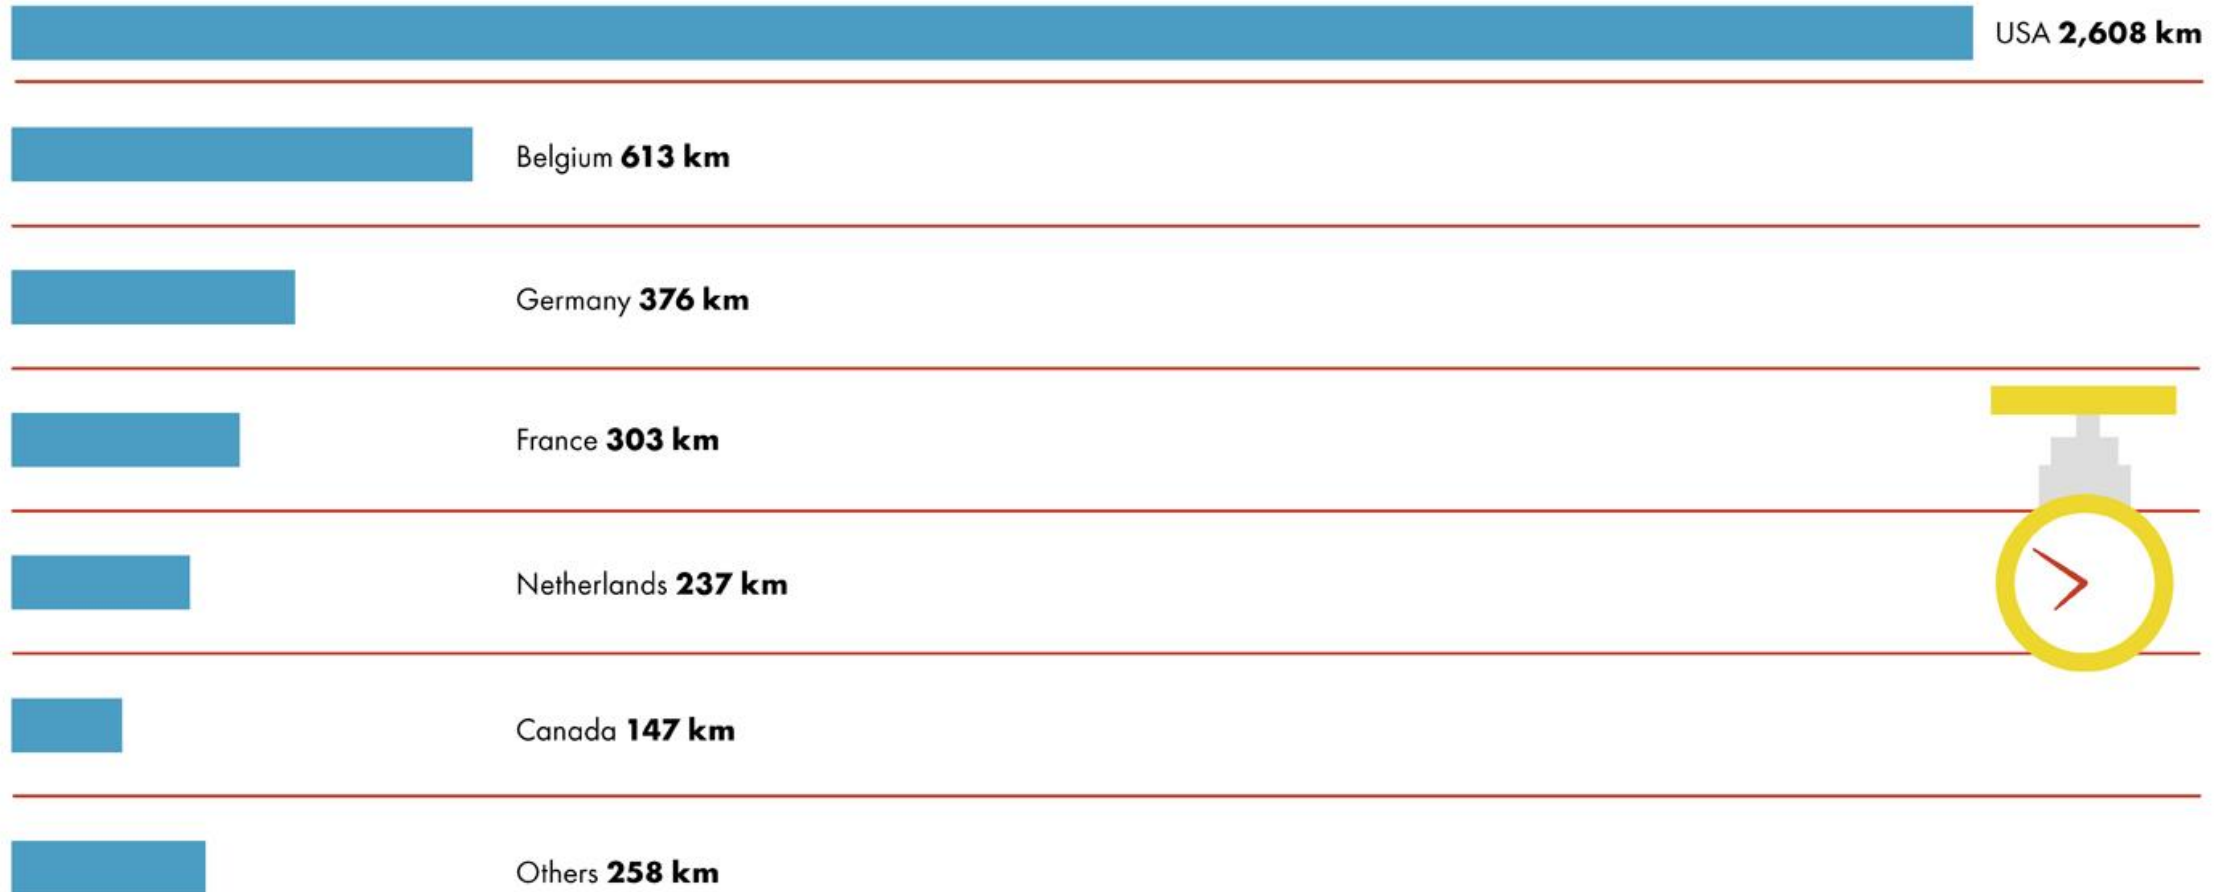 USA 2,608 km
Belgium 613 km
Germany 376 km
France 303 km
Netherlands 237 km
Canada 147 km
Others 258 km